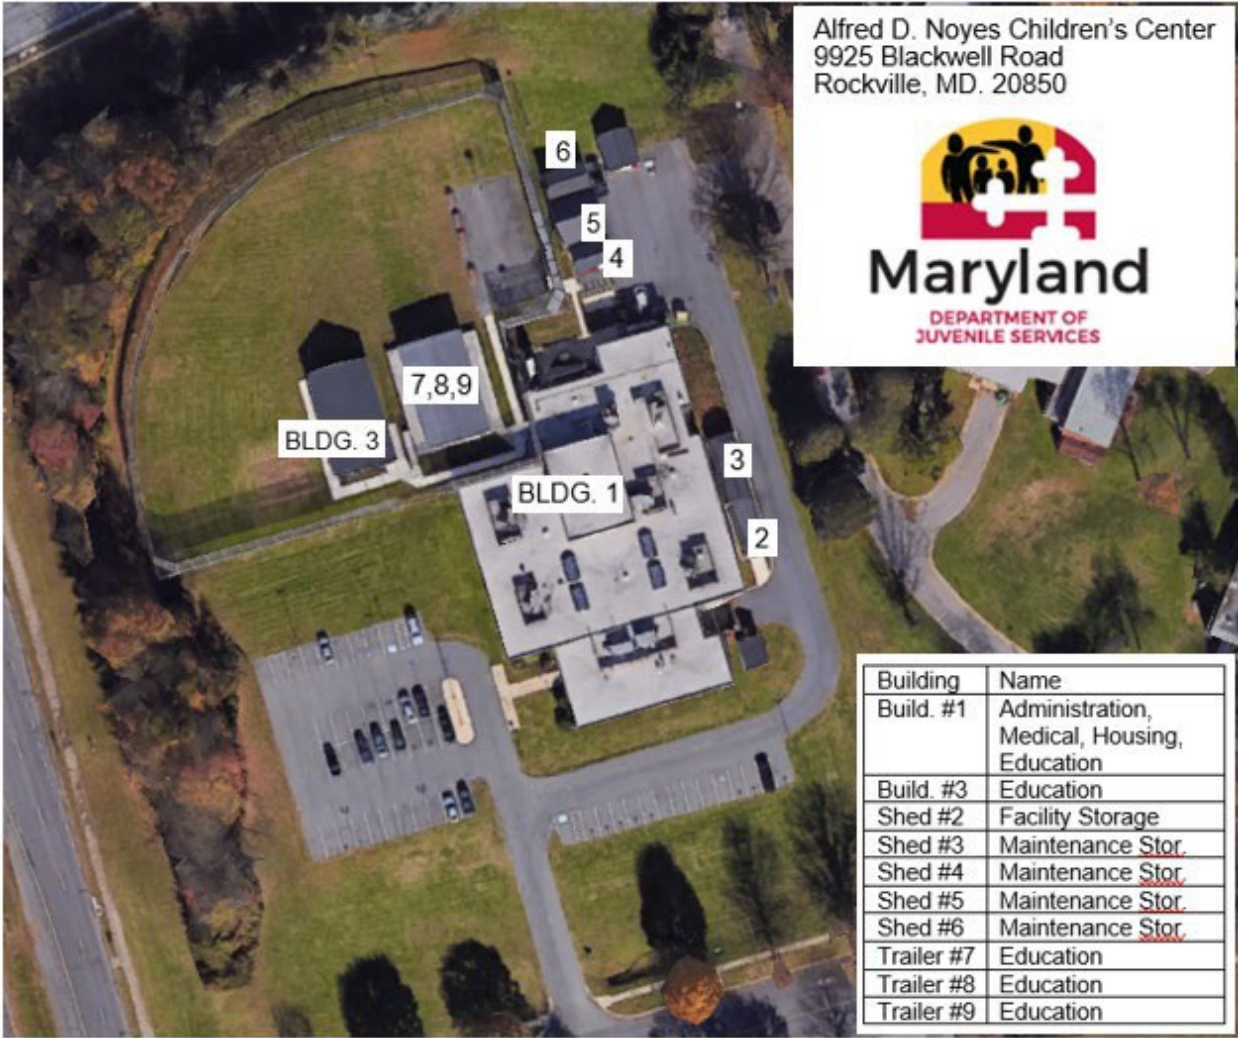 Alfred D. Noyes Children's Center
9925 Blackwell Road
Rockville, MD. 20850
Maryland
DEPARTMENT OF
JUVENILE SERVICES
6
5
4
7,8,9
BLDG. 3
3
BLDG. 1
2
Building Name
Build. #1 Administration,
Medical, Housing,
Education
Build. #3 Education
Shed #2 Facility Storage
Shed #3 Maintenance Stor.
Shed #4 Maintenance Stor.
Shed #5 Maintenance Stor.
Shed #6 Maintenance Stor.
Trailer #7 Education
Trailer #8 Education
Trailer #9 Education